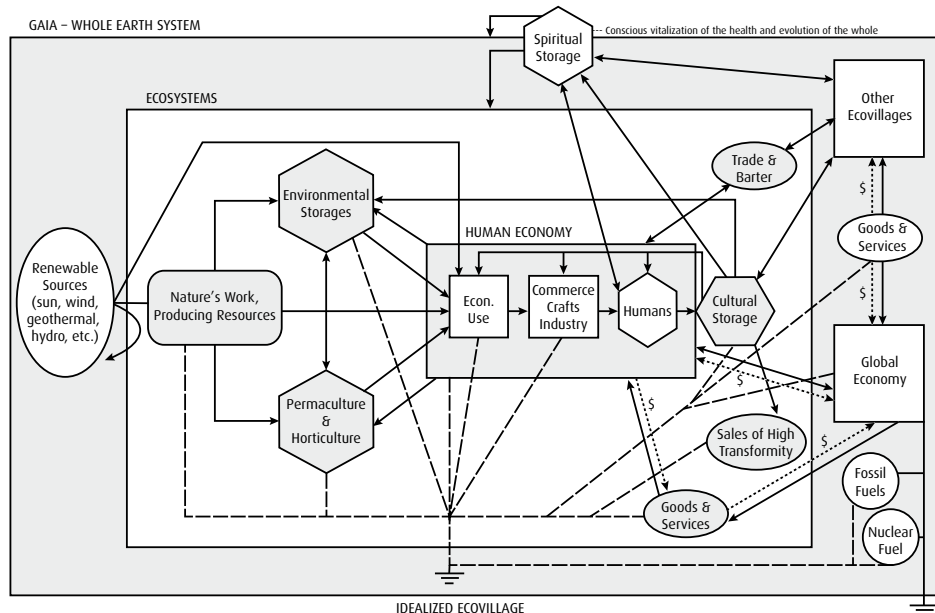 GAIA – WHOLE EARTH SYSTEM
Spiritual
Storage
Conscious vitalization of the health and evolution of the whole
ECOSYSTEMS
Other
Ecovillages
Trade &
Barter
Environmental
Storages
$
Goods &
Services
$
HUMAN ECONOMY
Renewable
Sources
(sun, wind,
geothermal,
hydro, etc.)
Nature's Work,
Producing Resources
Econ.
Use
Commerce
Crafts
Industry
Humans
Cultural
Storage
Global
Economy
$
Permaculture
&
Horticulture
$
Sales of High
Transformity
$
Goods &
Services
Fossil
Fuels
Nuclear
Fuel
IDEALIZED ECOVILLAGE